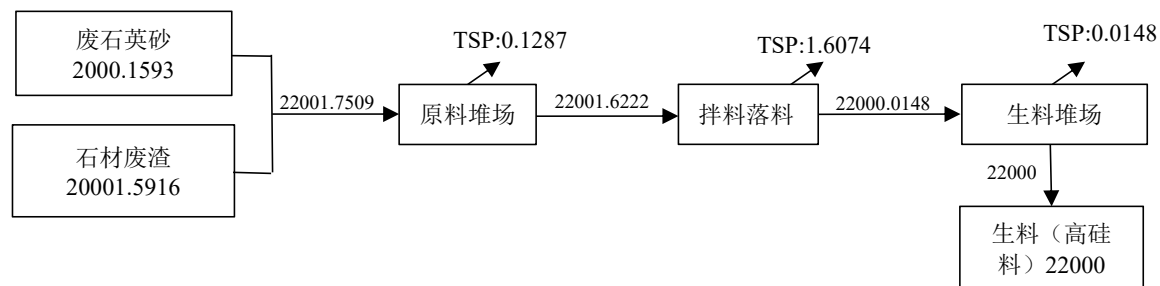 废石英砂
2000.1593
石材废渣
20001.5916
22001.7509
原料堆场
TSP:0.1287
22001.6222
拌料落料
TSP:1.6074
22000.0148
生料堆场
TSP:0.0148
22000
生料（高硅
料）22000